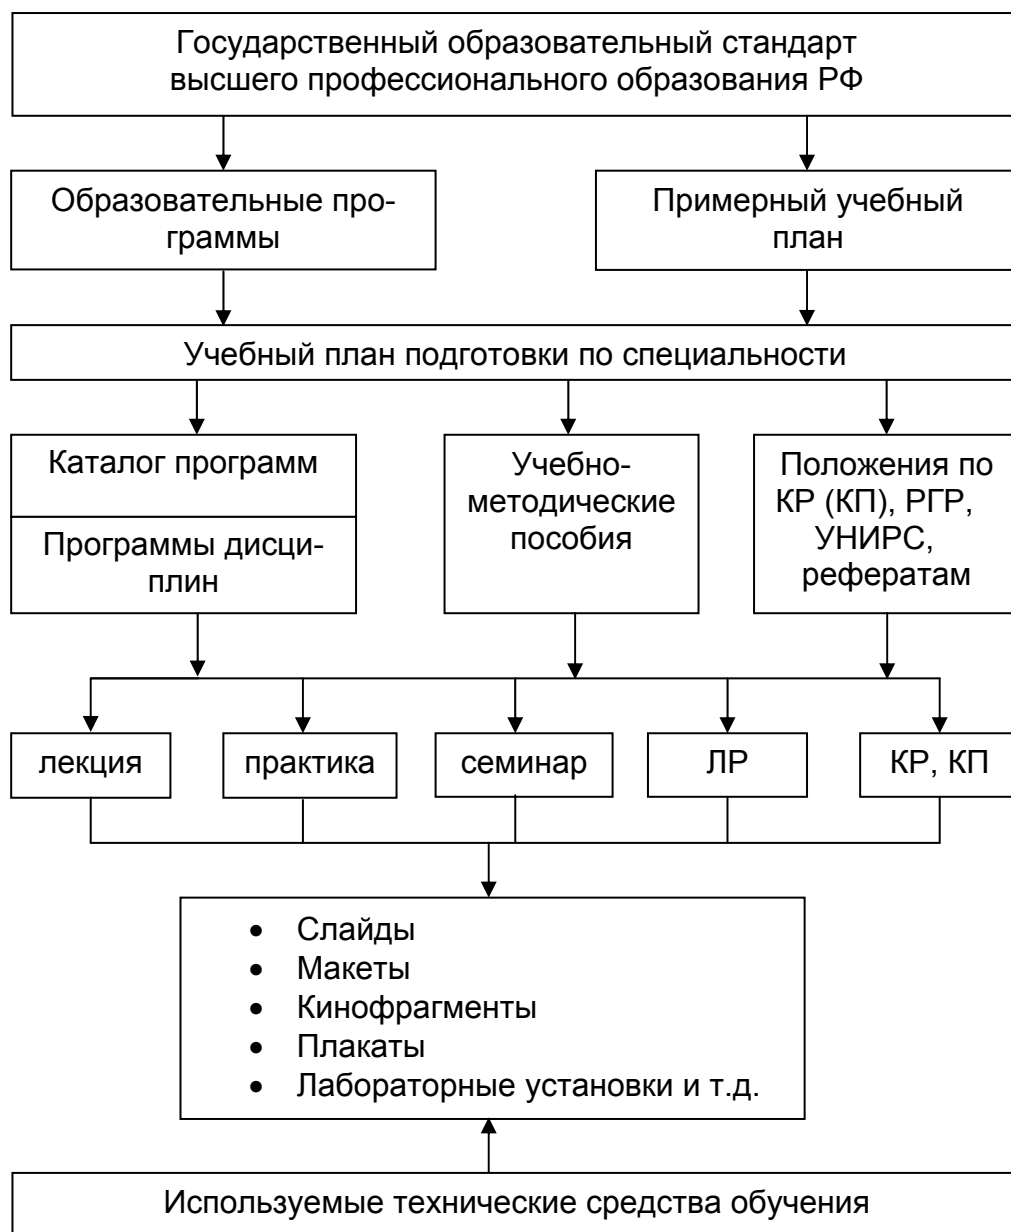 Государственный образовательный стандарт
высшего профессионального образования РФ
Образовательные про-
граммы
Примерный учебный
план
Учебный план подготовки по специальности
Каталог программ
Программы дисци-
плин
Учебно-
методические
пособия
Положения по
КР (КП), РГР,
УНИРС,
рефератам
лекция
практика
семинар
ЛР
КР, КП
• Слайды
• Макеты
• Кинофрагменты
• Плакаты
• Лабораторные установки и т.д.
Используемые технические средства обучения